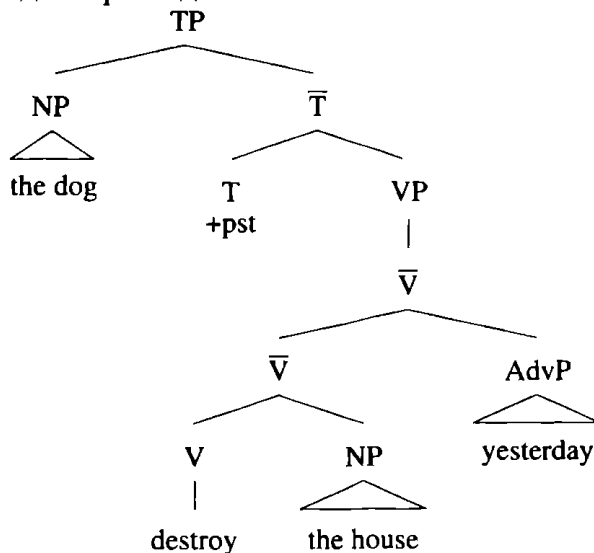 TP
NP T̅
the dog T VP
+pst
V̅
V̅ AdvP
V NP yesterday
destroy the house